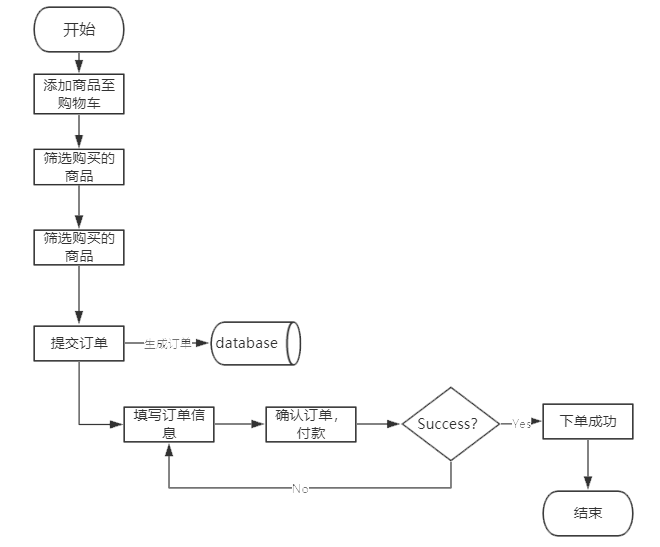 开始
添加商品至
购物车
筛选购买的
商品
筛选购买的
商品
提交订单
生成订单
database
填写订单信
息
确认订单，
付款
Success?
Yes
下单成功
No
结束